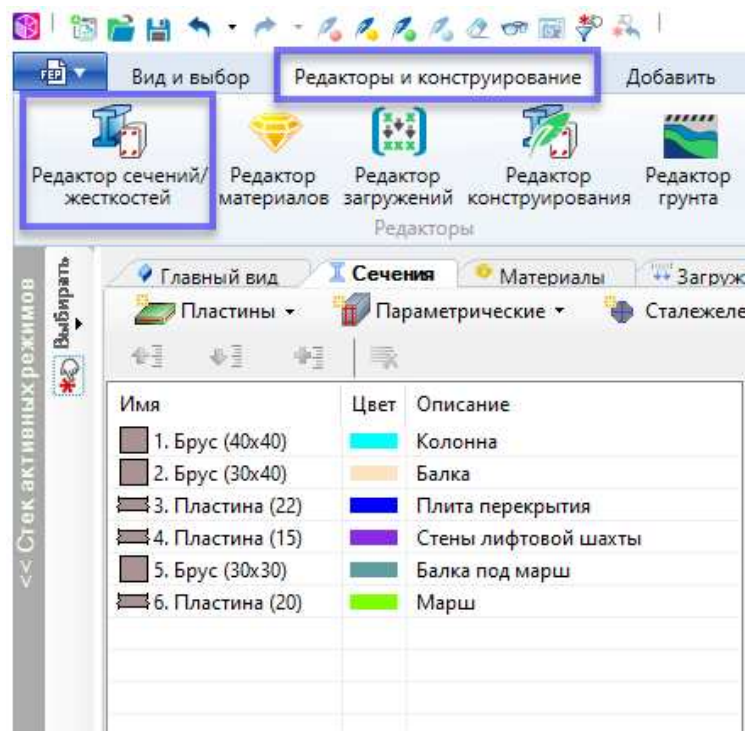 FEP Вид и выбор Редакторы и конструирование Добавить
Редактор сечений/ Редактор Редактор Редактор Редактор
жесткостей материалов загружений конструирования грунта
Редакторы
<< Стек активных режимов
Выбирать
Главный вид Сечения Материалы Загруж
Пластины Параметрические Сталежеле
Имя Цвет Описание
1. Брус (40x40) Колонна
2. Брус (30x40) Балка
3. Пластина (22) Плита перекрытия
4. Пластина (15) Стены лифтовой шахты
5. Брус (30x30) Балка под марш
6. Пластина (20) Марш